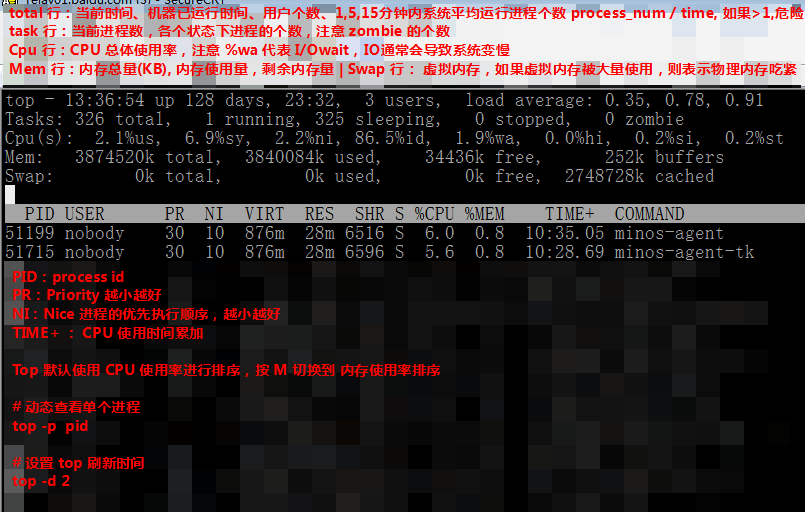 relay01.baidu.com (5) - SecureCRT
total 行：当前时间、机器已运行时间、用户个数、1,5,15分钟内系统平均运行进程个数 process_num / time, 如果>1,危险
task 行：当前进程数，各个状态下进程的个数，注意 zombie 的个数
Cpu 行：CPU 总体使用率，注意 %wa 代表 I/Owait，IO通常会导致系统变慢
Mem 行：内存总量(KB), 内存使用量，剩余内存量 | Swap 行： 虚拟内存，如果虚拟内存被大量使用，则表示物理内存吃紧
top - 13:36:54 up 128 days, 23:32, 3 users, load average: 0.35, 0.78, 0.91
Tasks: 326 total, 1 running, 325 sleeping, 0 stopped, 0 zombie
Cpu(s): 2.1%us, 6.9%sy, 2.2%ni, 86.5%id, 1.9%wa, 0.0%hi, 0.2%si, 0.2%st
Mem: 3874520k total, 3840084k used, 34436k free, 252k buffers
Swap: 0k total, 0k used, 0k free, 2748728k cached
PID USER PR NI VIRT RES SHR S %CPU %MEM TIME+ COMMAND
51199 nobody 30 10 876m 28m 6516 S 6.0 0.8 10:35.05 minos-agent
51715 nobody 30 10 876m 28m 6596 S 5.6 0.8 10:28.69 minos-agent-tk
PID：process id
PR：Priority 越小越好
NI：Nice 进程的优先执行顺序，越小越好
TIME＋ ： CPU 使用时间累加
Top 默认使用 CPU 使用率进行排序，按 M 切换到 内存使用率排序
# 动态查看单个进程
top -p pid
# 设置 top 刷新时间
top -d 2